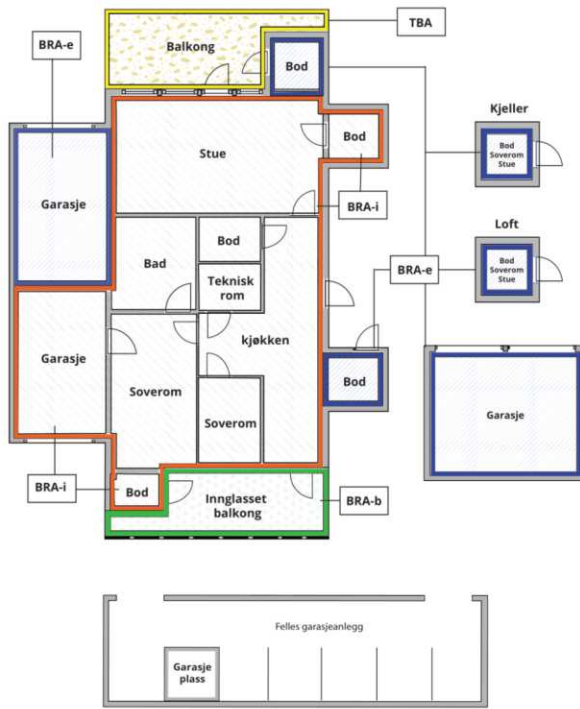 TBA
BRA-e
Balkong
Bod
Kjeller
Bod
Soverom
Stue
Stue
Bod
Garasje
BRA-i
Loft
Bod
Soverom
Stue
Bod
Bad
Teknisk
rom
BRA-e
Garasje
kjøkken
Soverom
Soverom
Bod
Garasje
BRA-i
Bod
Innglasset
balkong
BRA-b
Felles garasjeanlegg
Garasje
plass